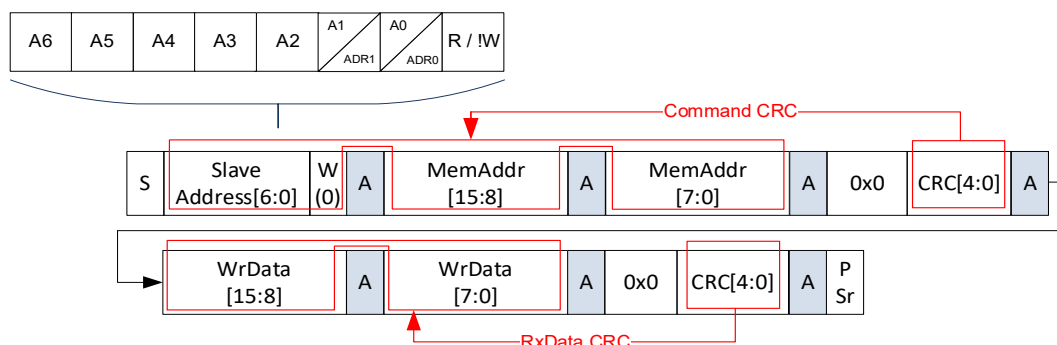 A6 A5 A4 A3 A2 A1 ADR1 A0 ADR0 R / !W
Command CRC
S Slave Address[6:0] W (0) A MemAddr [15:8] A MemAddr [7:0] A 0x0 CRC[4:0] A
WrData [15:8] A WrData [7:0] A 0x0 CRC[4:0] A P Sr
RxData CRC